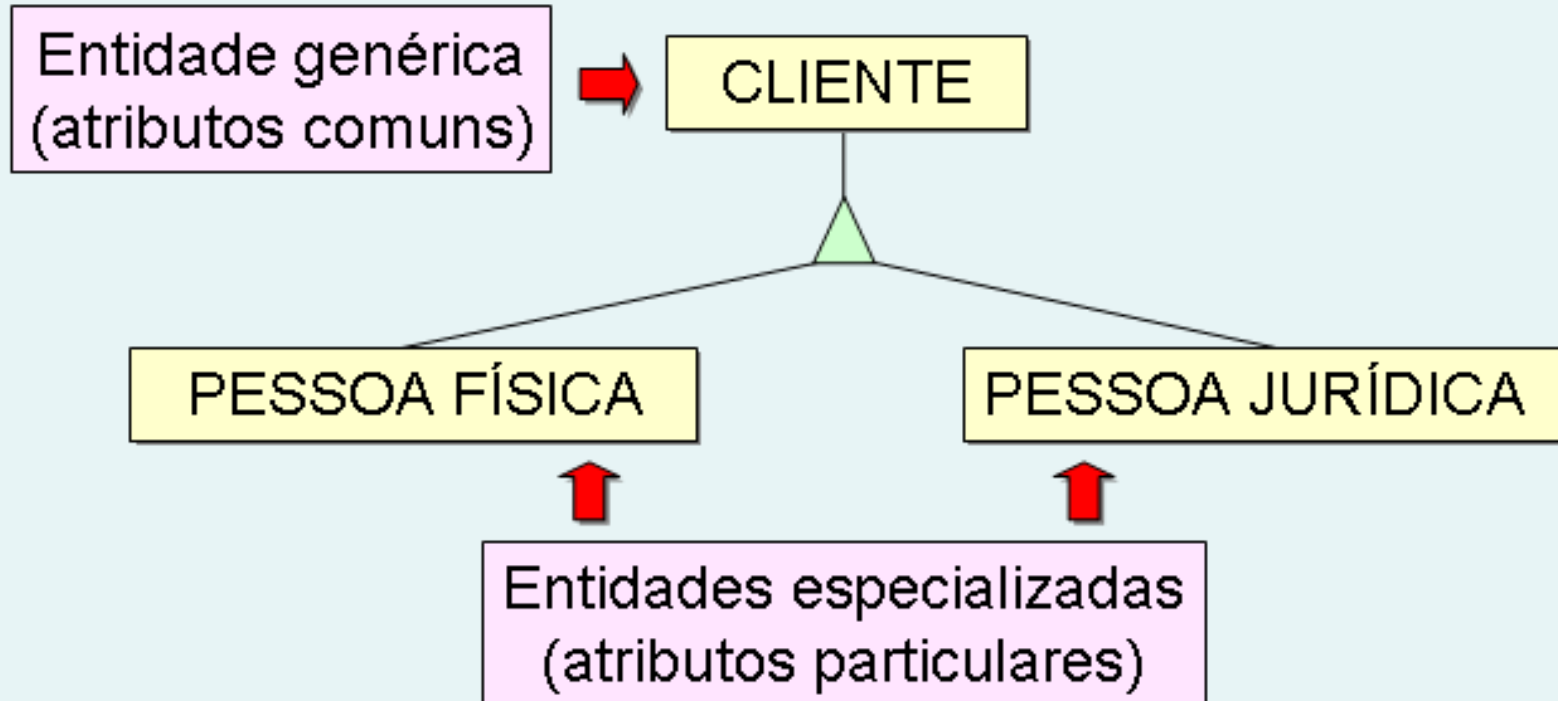 Entidade genérica
(atributos comuns)
CLIENTE
PESSOA FÍSICA
PESSOA JURÍDICA
Entidades especializadas
(atributos particulares)